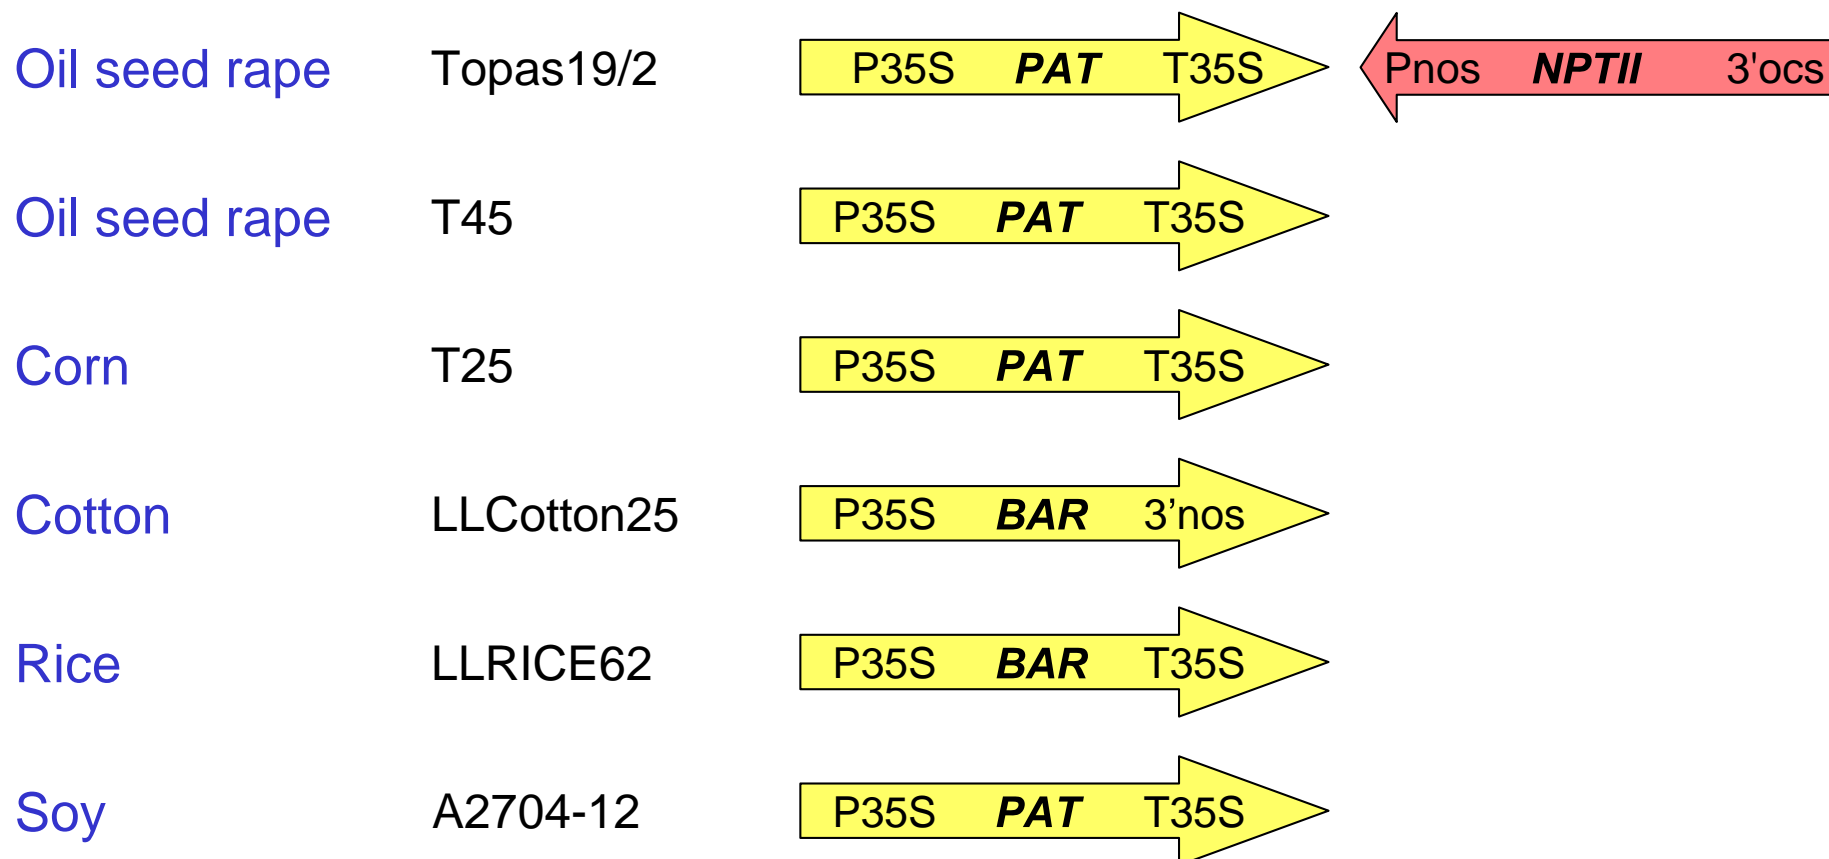 Oil seed rape Topas19/2 P35S PAT T35S Pnos NPTII 3'ocs
Oil seed rape T45 P35S PAT T35S
Corn T25 P35S PAT T35S
Cotton LLCotton25 P35S BAR 3’nos
Rice LLRICE62 P35S BAR T35S
Soy A2704-12 P35S PAT T35S